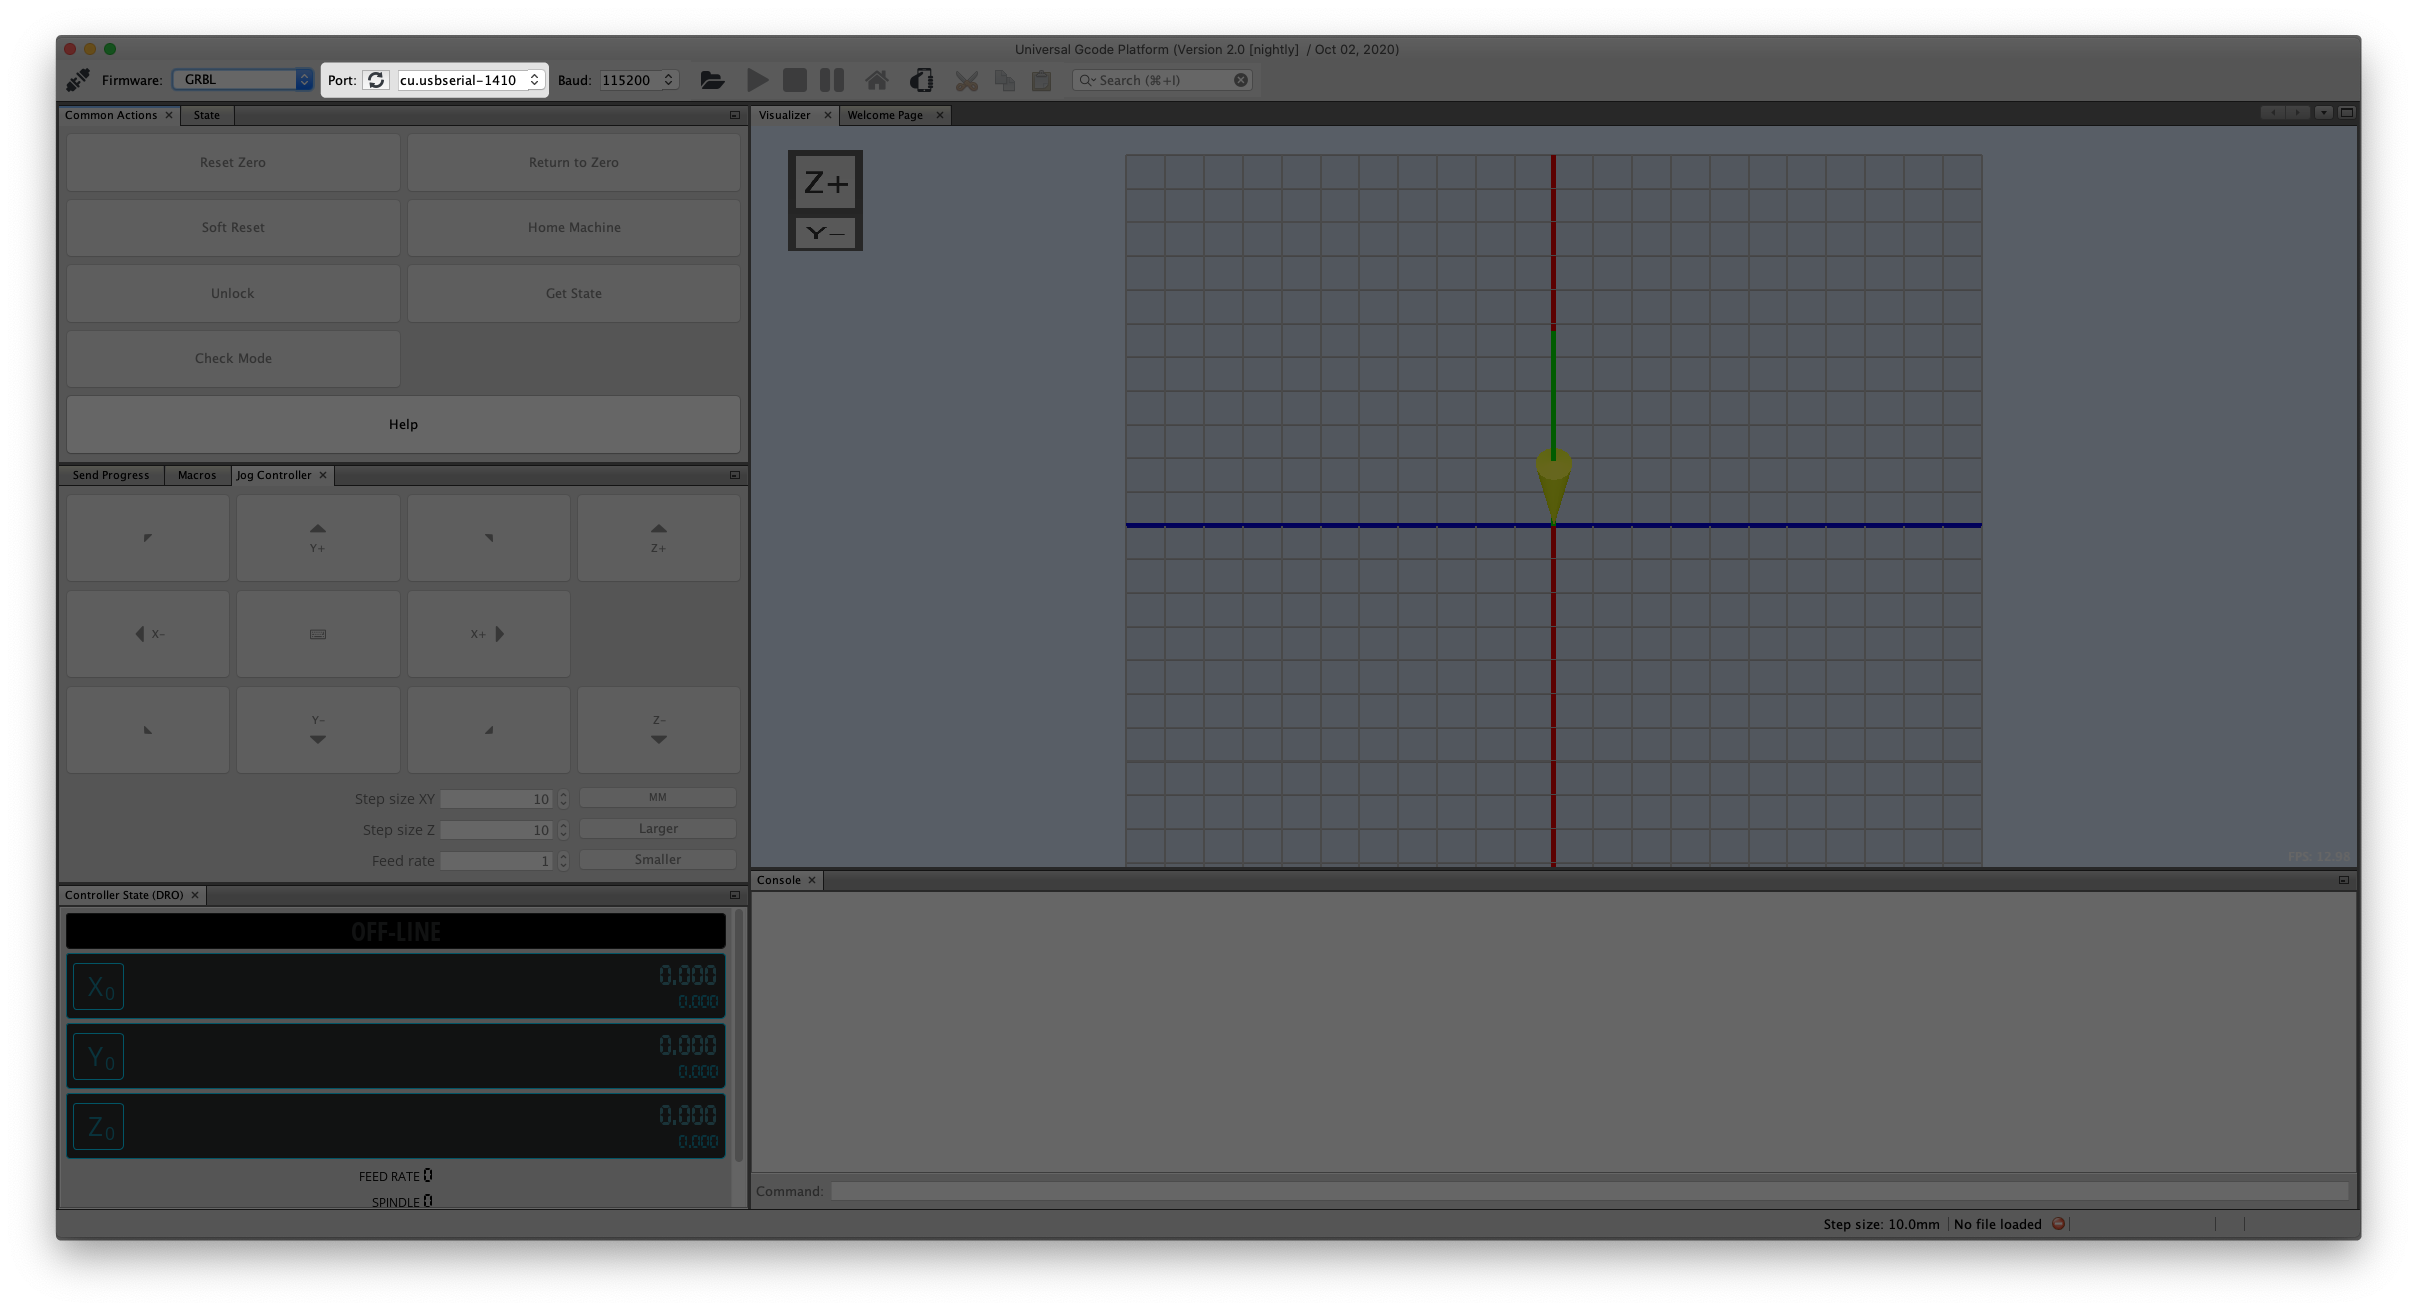 Universal Gcode Platform (Version 2.0 [nightly]  / Oct 02, 2020)
Firmware: GRBL Port: cu.usbserial-1410 Baud: 115200 Search (⌘+I)
Common Actions State
Reset Zero Return to Zero
Soft Reset Home Machine
Unlock Get State
Check Mode
Help
Send Progress Macros Jog Controller
Y+ Z+
X- X+
Y- Z-
Step size XY 10 MM
Step size Z 10 Larger
Feed rate 1 Smaller
Controller State (DRO)
OFF-LINE
X0 0.000
0.000
Y0 0.000
0.000
Z0 0.000
0.000
FEED RATE 0
SPINDLE 0
Visualizer Welcome Page
Z+
Y-
FPS: 12.98
Console
Command:
Step size: 10.0mm No file loaded